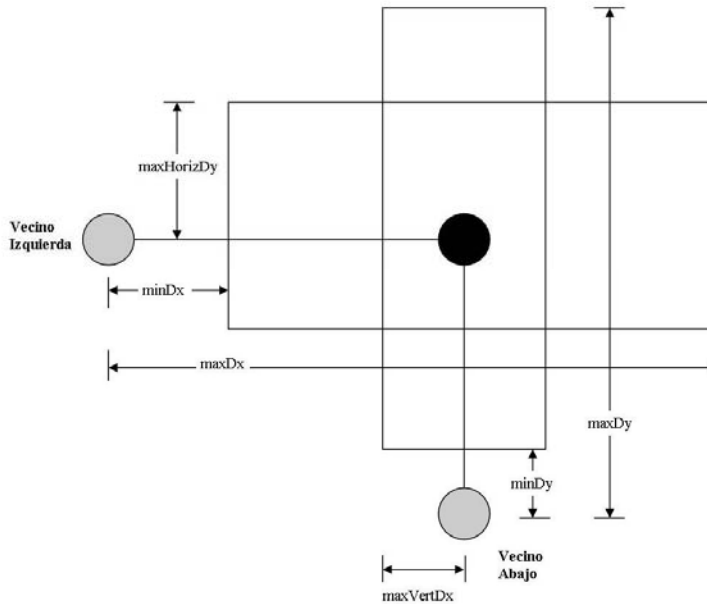 maxHorizDy
Vecino
Izquierda
minDx
maxDx
maxDy
minDy
Vecino
Abajo
maxVertDx